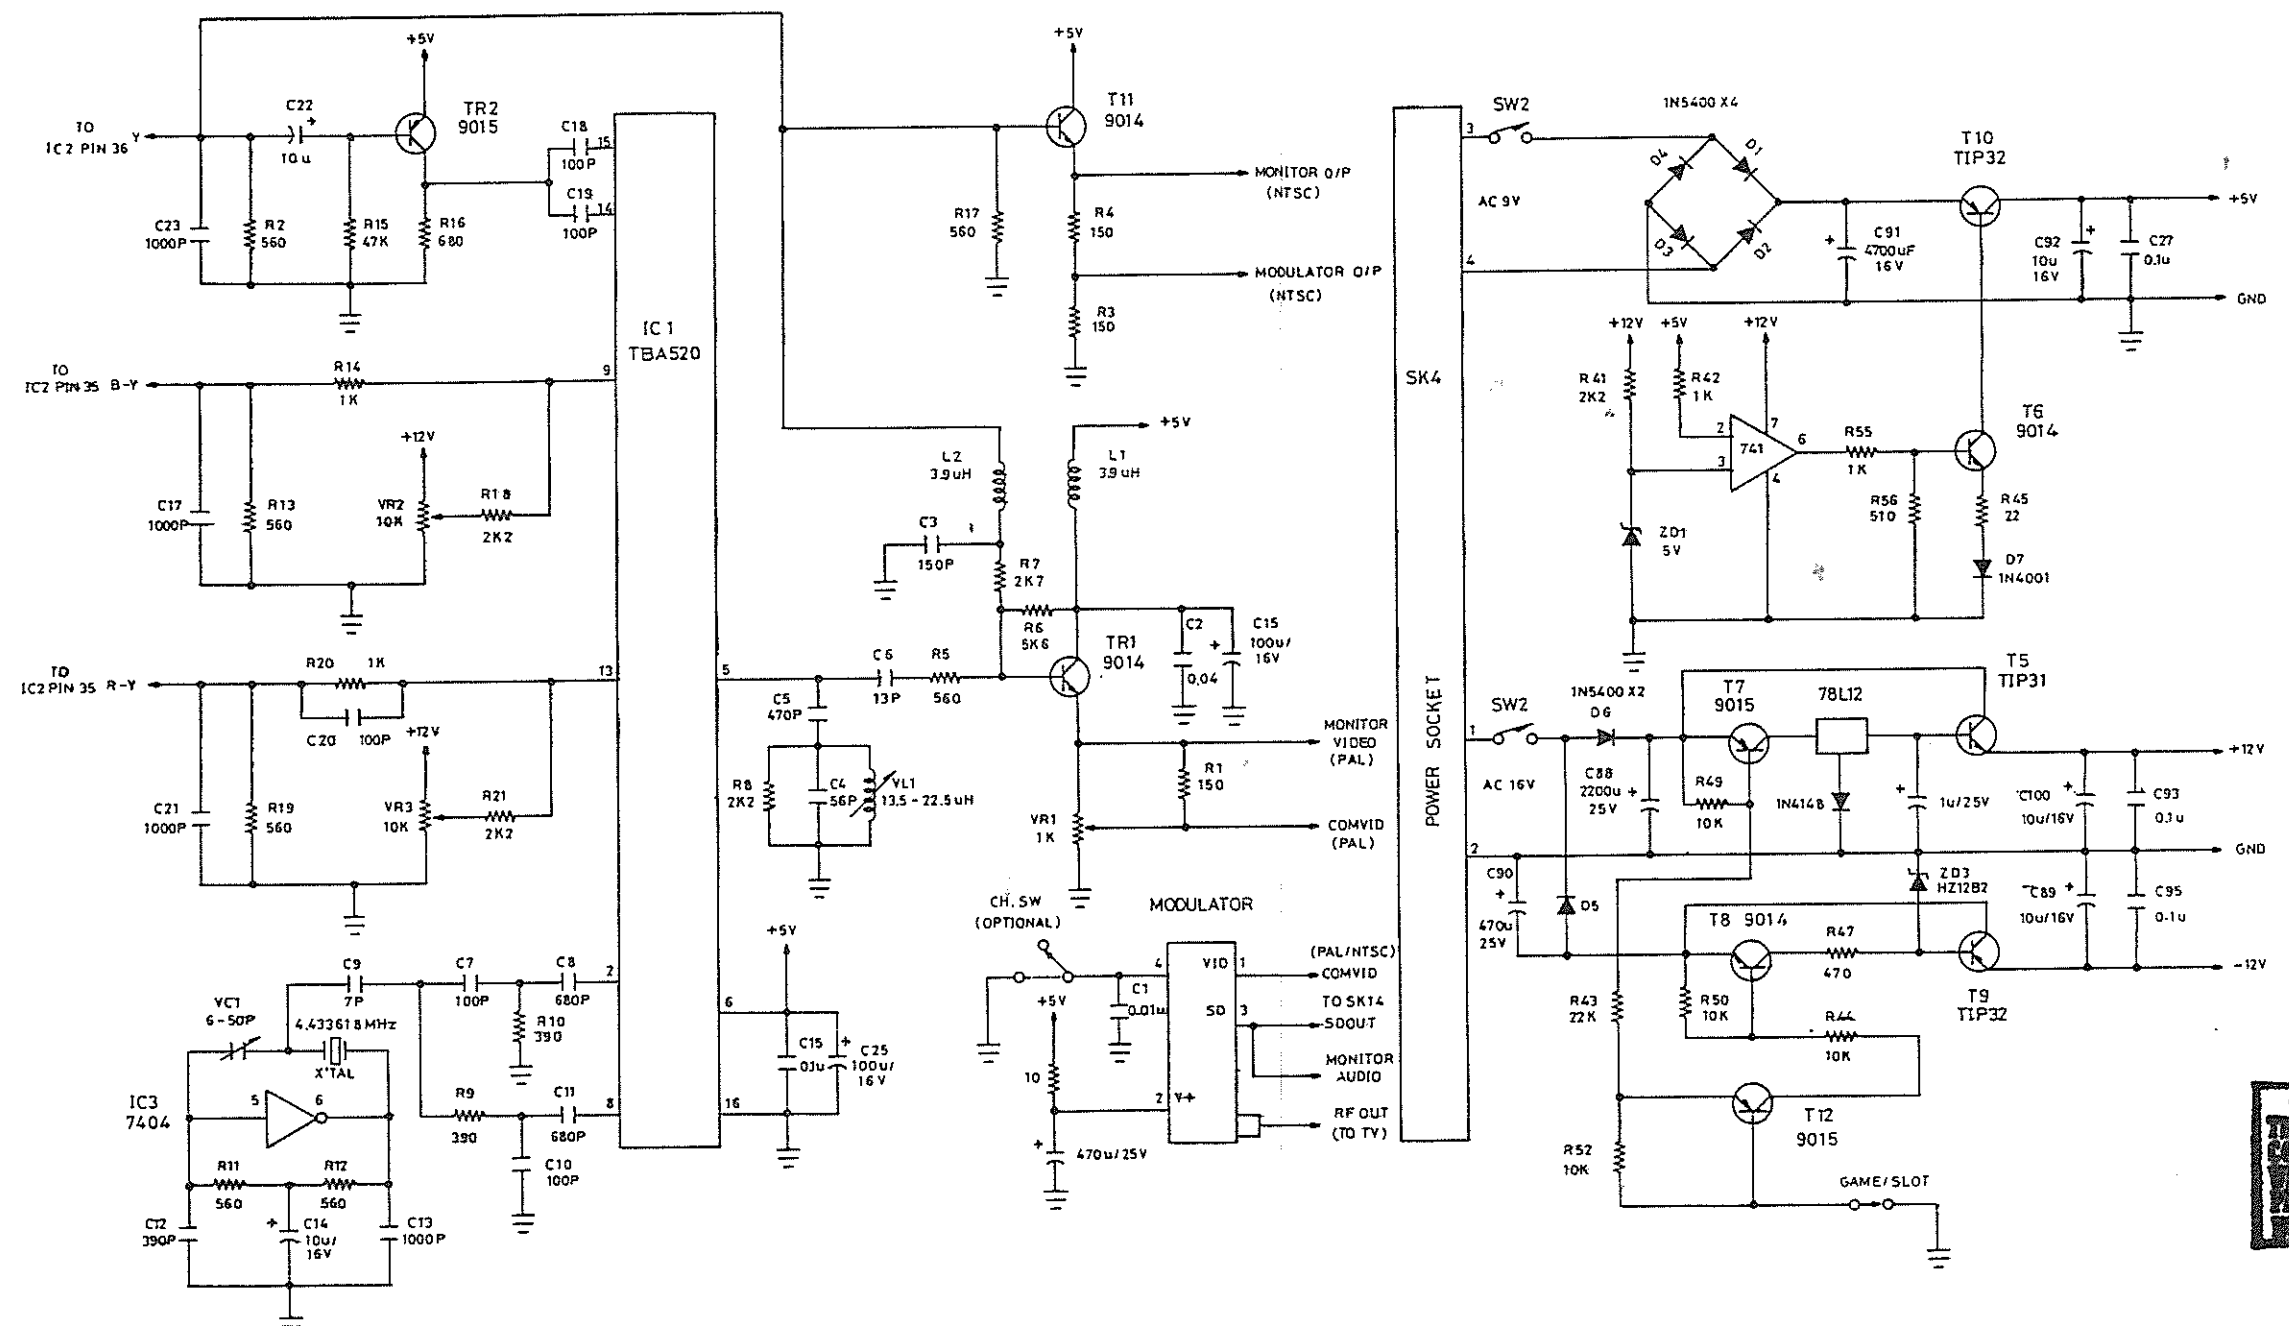 +5V
C22
+
10u
TR2
9015
TO
IC2 PIN 36
Y
C23
1000P
R2
560
R15
47K
R16
680
C18
100P
15
C19
100P
14
IC1
TBA520
TO
IC2 PIN 35 B-Y
R14
1K
9
+12V
C17
1000P
R13
560
VR2
10K
R18
2K2
TO
IC2 PIN 35 R-Y
R20
1K
C20
100P
13
+12V
C21
1000P
R19
560
VR3
10K
R21
2K2
C9
7P
C7
100P
C8
680P
2
VC1
6-50P
4.433618MHz
X'TAL
R10
390
IC3
7404
5
6
R9
390
C11
680P
8
C10
100P
R11
560
R12
560
C12
390P
+
C14
10u/
16V
C13
1000P
+5V
T11
9014
MONITOR O/P
(NTSC)
R17
560
R4
150
MODULATOR O/P
(NTSC)
R3
150
+5V
L2
3.9uH
L1
3.9uH
C3
150P
R7
2K7
R6
5K6
C2
0,04
+
C15
100u/
16V
TR1
9014
5
C6
13P
R5
560
C5
470P
R8
2K2
C4
56P
VL1
13.5-22.5uH
MONITOR
VIDEO
(PAL)
R1
150
VR1
1K
COMVID
(PAL)
+5V
6
C15
0.1u
+
C25
100u/
16V
16
CH. SW
(OPTIONAL)
MODULATOR
4
VID
1
(PAL/NTSC)
COMVID
+5V
C1
0.01u
SD
3
TO SK14
SDOUT
MONITOR
AUDIO
10
2
V+
RF OUT
(TO TV)
+
470u/25V
SK4
POWER SOCKET
3
SW2
1N5400 X4
D4
D1
D3
D2
AC 9V
4
T10
TIP32
+5V
+
C91
4700uF
16V
C92
10u
16V
+
C27
0.1u
GND
+12V
+5V
+12V
R41
2K2
R42
1K
2
3
741
7
6
4
R55
1K
T6
9014
R56
510
R45
22
ZD1
5V
D7
1N4001
1
SW2
1N5400 X2
D6
T7
9015
78L12
T5
TIP31
+12V
AC 16V
C88
2200u +
25V
R49
10K
1N4148
+
1u/25V
C100
10u/16V
+
C93
0.1u
2
GND
C90
+
470u
25V
D5
ZD3
HZ12B2
C89
10u/16V
+
C95
0.1u
T8 9014
R47
470
-12V
T9
TIP32
R43
22K
R50
10K
R44
10K
T12
9015
R52
10K
GAME/SLOT